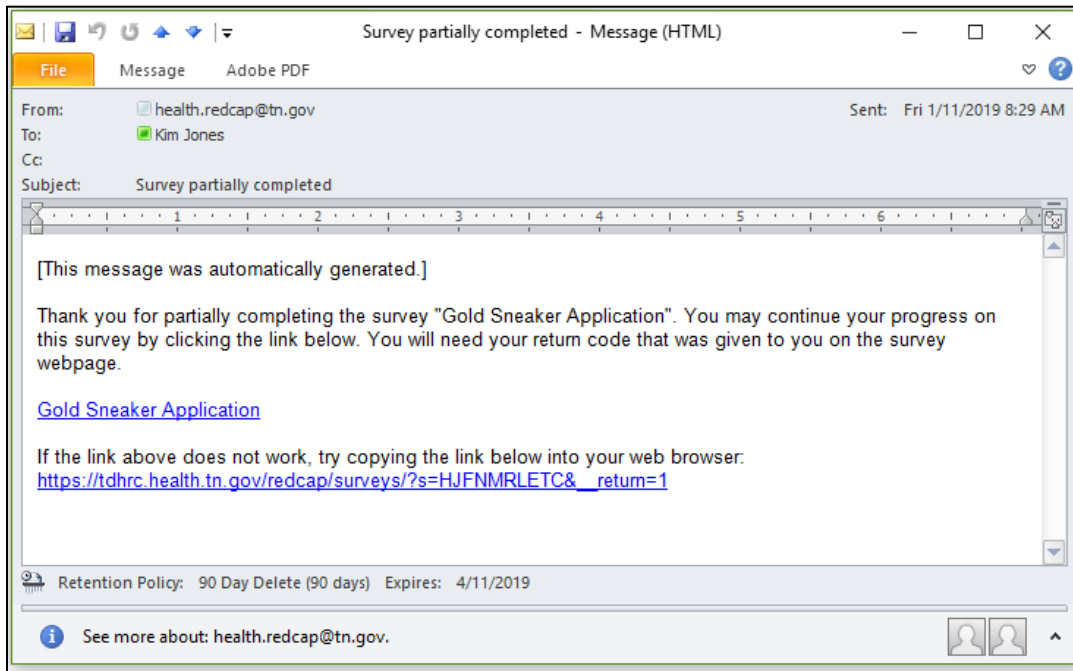 Survey partially completed - Message (HTML)
File Message Adobe PDF
From: health.redcap@tn.gov Sent: Fri 1/11/2019 8:29 AM
To: Kim Jones
Cc:
Subject: Survey partially completed
1 2 3 4 5 6
[This message was automatically generated.]
Thank you for partially completing the survey "Gold Sneaker Application". You may continue your progress on
this survey by clicking the link below. You will need your return code that was given to you on the survey
webpage.
Gold Sneaker Application
If the link above does not work, try copying the link below into your web browser:
https://tdhrc.health.tn.gov/redcap/surveys/?s=HJFNMRLETC&__return=1
Retention Policy: 90 Day Delete (90 days) Expires: 4/11/2019
See more about: health.redcap@tn.gov.